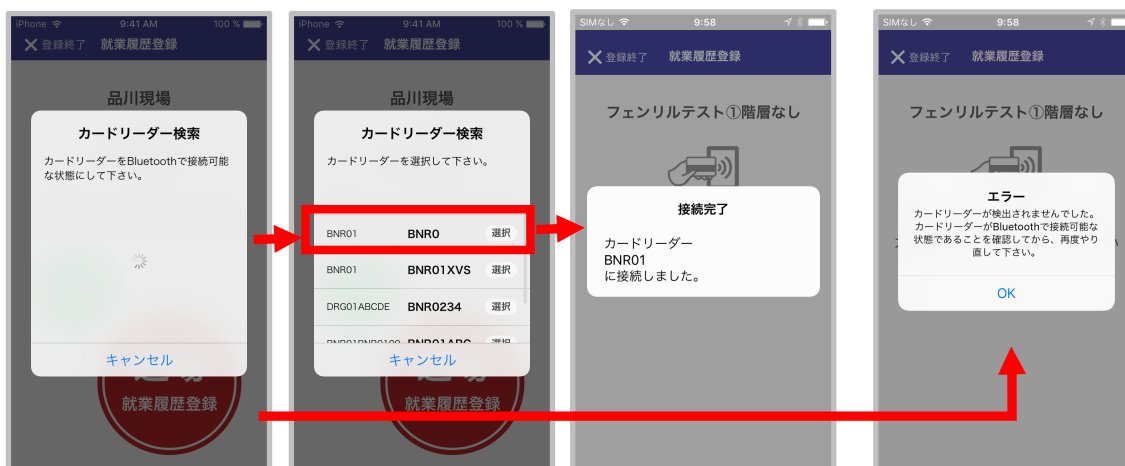 iPhone 9:41 AM 100 %
登録終了 就業履歴登録
品川現場
カードリーダー検索
カードリーダーをBluetoothで接続可能
な状態にして下さい。
キャンセル
就業履歴登録
iPhone 9:41 AM 100 %
登録終了 就業履歴登録
品川現場
カードリーダー検索
カードリーダーを選択して下さい。
BNR01 BNR0 選択
BNR01 BNR01XVS 選択
DRG01ABCDE BNR0234 選択
BNR01BNR0100 BNR01ABC 選択
キャンセル
就業履歴登録
SIMなし 9:58
登録終了 就業履歴登録
フェンリルテスト①階層なし
接続完了
カードリーダー
BNR01
に接続しました。
SIMなし 9:58
登録終了 就業履歴登録
フェンリルテスト①階層なし
エラー
カードリーダーが検出されませんでした。
カードリーダーがBluetoothで接続可能な
状態であることを確認してから、再度やり
直して下さい。
OK